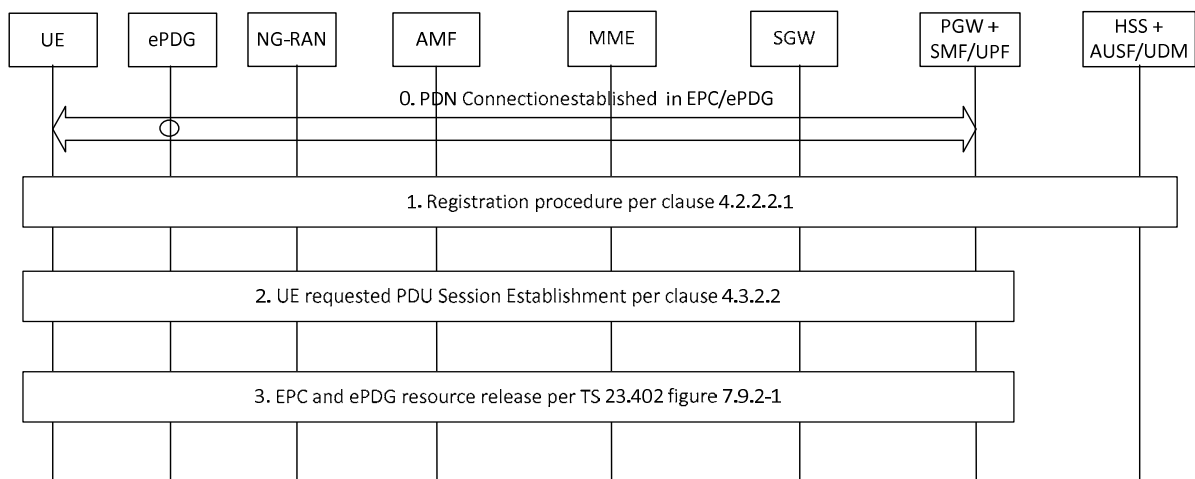 UE
ePDG
NG-RAN
AMF
MME
SGW
PGW +
SMF/UPF
HSS +
AUSF/UDM
0. PDN Connectionestablished in EPC/ePDG
1. Registration procedure per clause 4.2.2.2.1
2. UE requested PDU Session Establishment per clause 4.3.2.2
3. EPC and ePDG resource release per TS 23.402 figure 7.9.2-1